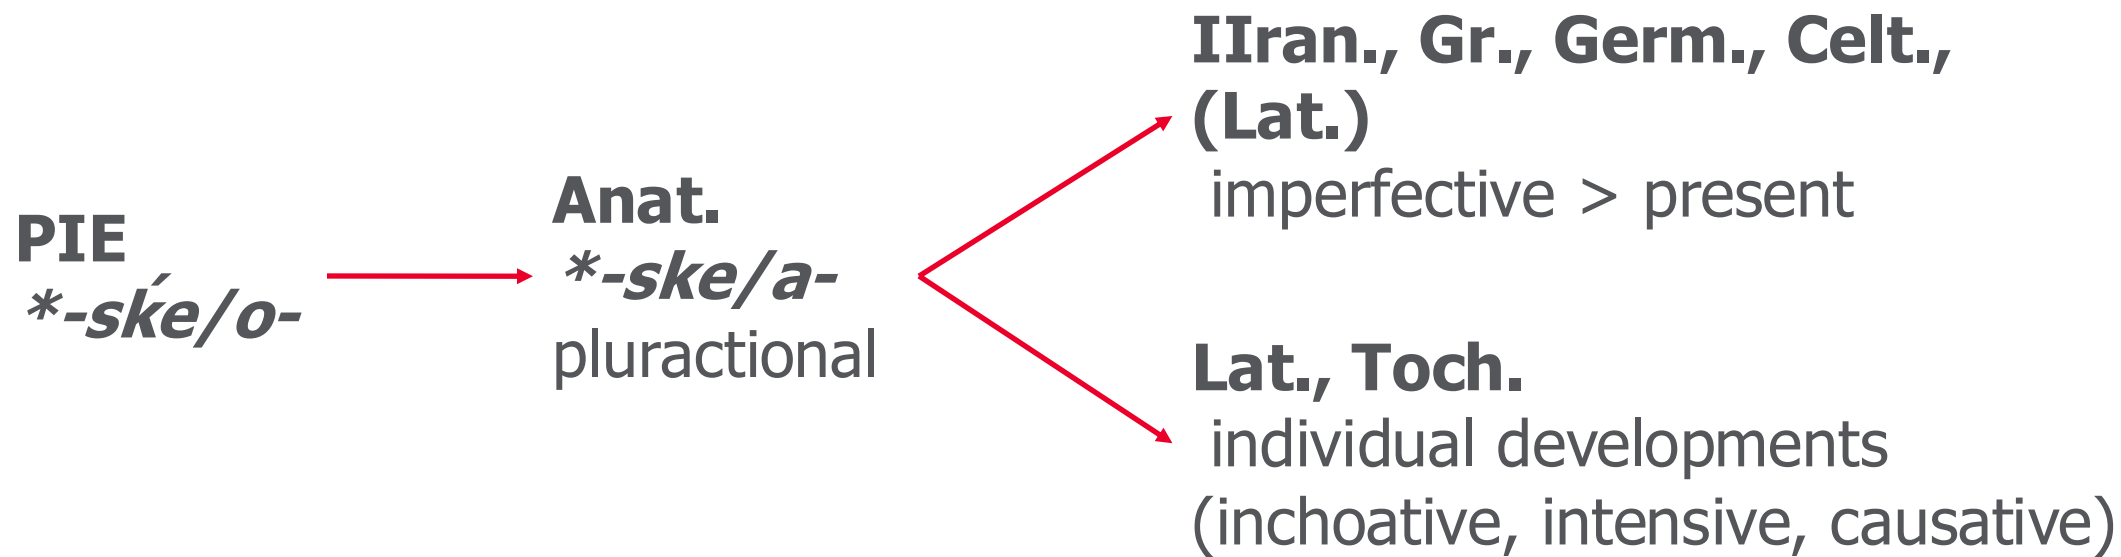 PIE
*-sḱe/o-
Anat.
*-ske/a-
pluractional
IIran., Gr., Germ., Celt.,
(Lat.)
imperfective > present
Lat., Toch.
individual developments
(inchoative, intensive, causative)